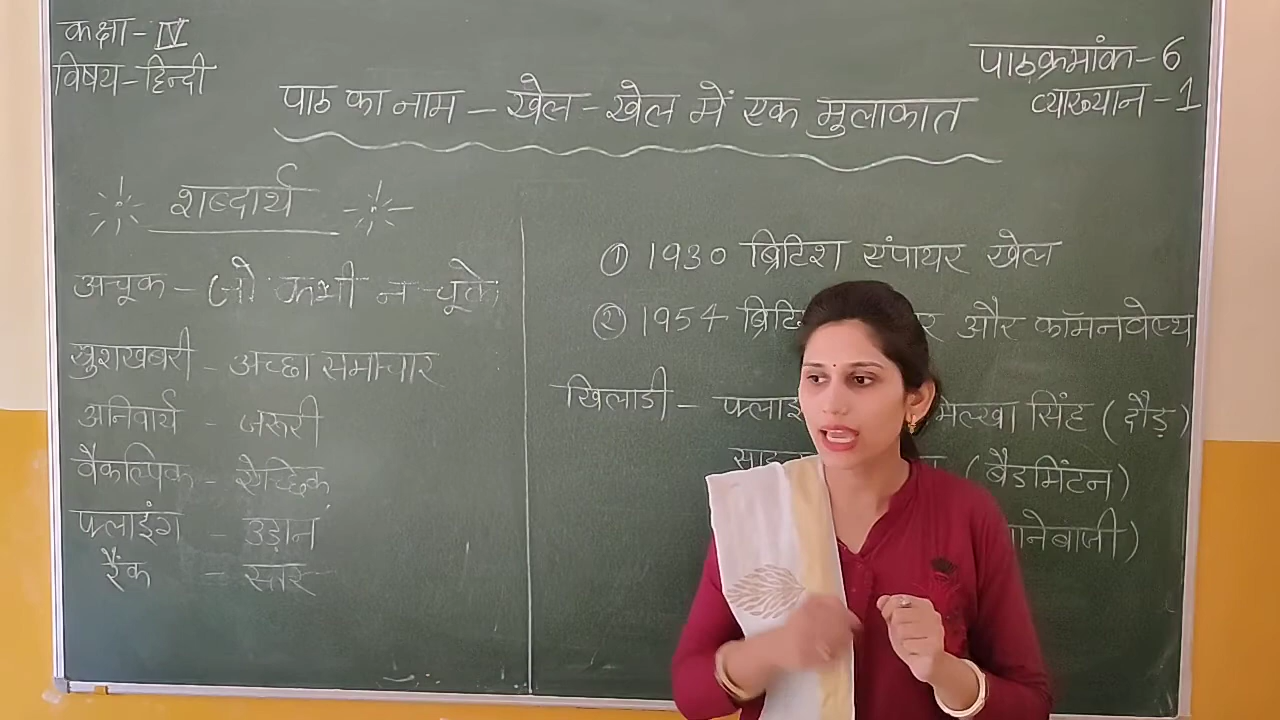 कक्षा - IV
विषय - हिन्दी
पाठ क्रमांक - 6
व्याख्यान - 1
पाठ का नाम - खेल - खेल में एक मुलाकात
शब्दार्थ
अचूक - जो कभी न चूके
खुशखबरी - अच्छा समाचार
अनिवार्य - जरूरी
वैकल्पिक - ऐच्छिक
फ्लाइंग - उड़ान
रैंक - स्तर
① 1930 ब्रिटिश एंपायर खेल
② 1954 और कॉमनवेल्थ
खिलाडी - सिंह (दौड़)
(बैडमिंटन)